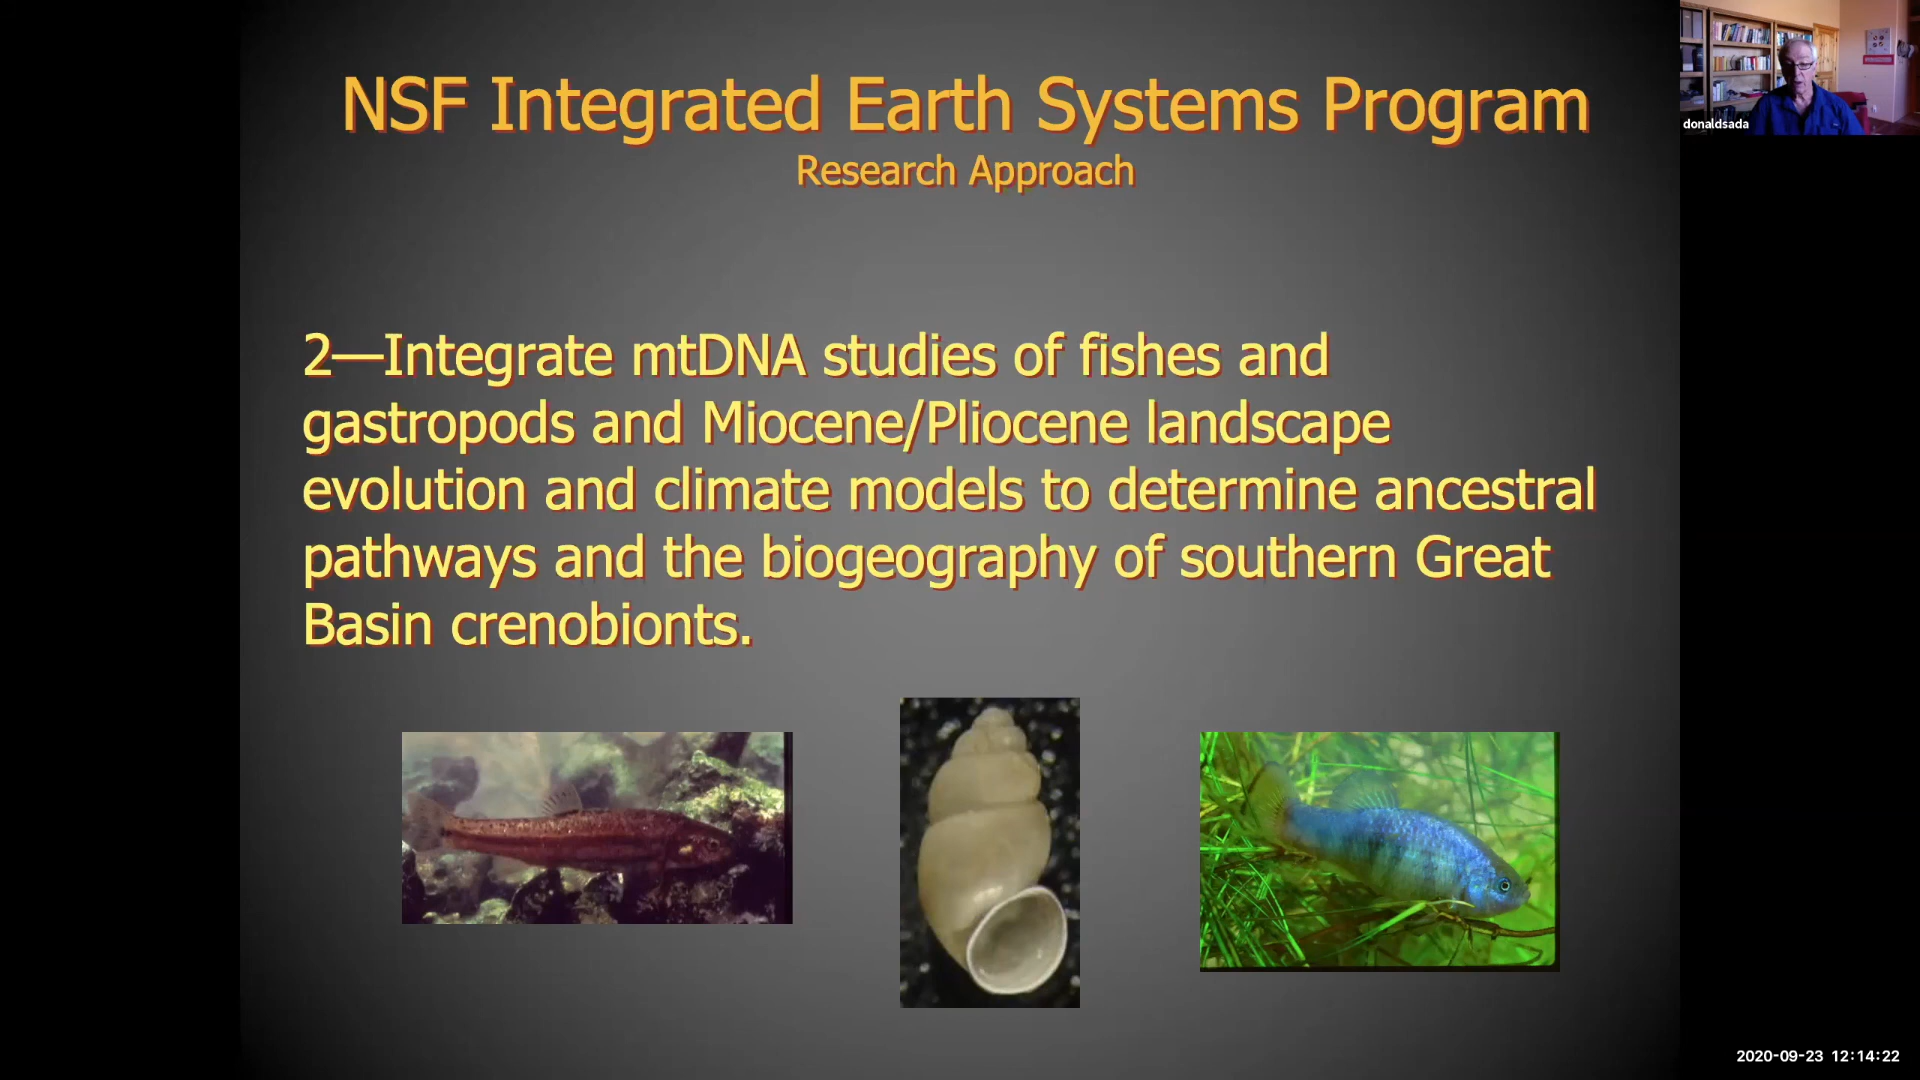 NSF Integrated Earth Systems Program
Research Approach
donaldsada
2—Integrate mtDNA studies of fishes and
gastropods and Miocene/Pliocene landscape
evolution and climate models to determine ancestral
pathways and the biogeography of southern Great
Basin crenobionts.
2020-09-23 12:14:22